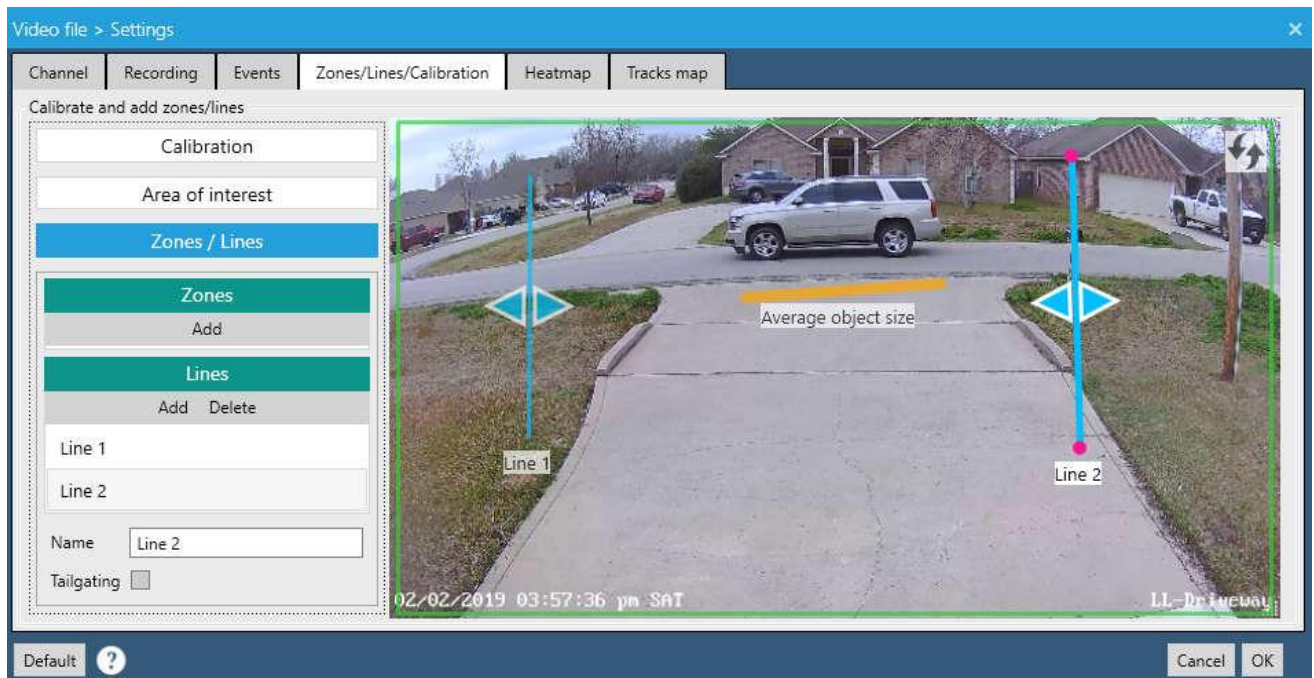 Video file > Settings
Channel Recording Events Zones/Lines/Calibration Heatmap Tracks map
Calibrate and add zones/lines
Calibration
Area of interest
Zones / Lines
Zones
Add
Lines
Add Delete
Line 1
Line 2
Name Line 2
Tailgating
Average object size
Line 1
Line 2
02/02/2019 03:57:36 pm SAT
LL-Driveway
Default ? Cancel OK